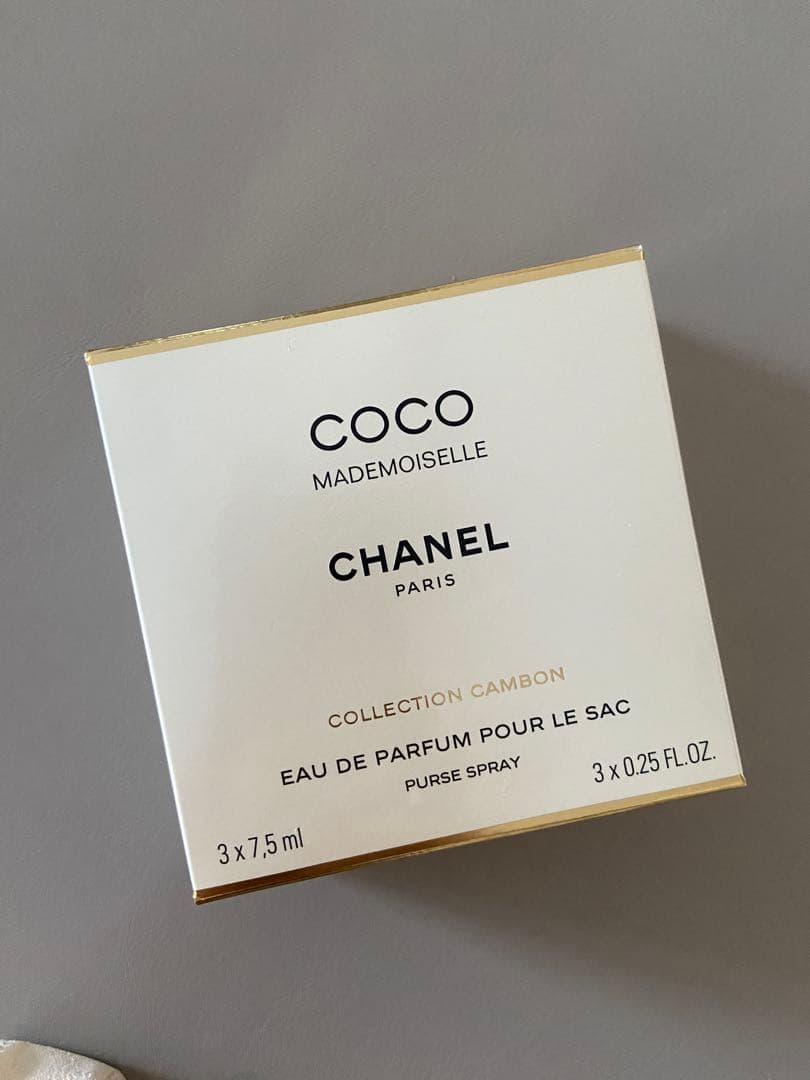 COCO
MADEMOISELLE
CHANEL
PARIS
COLLECTION CAMBON
EAU DE PARFUM POUR LE SAC
PURSE SPRAY
3 x 7,5 ml
3 x 0.25 FL.OZ.